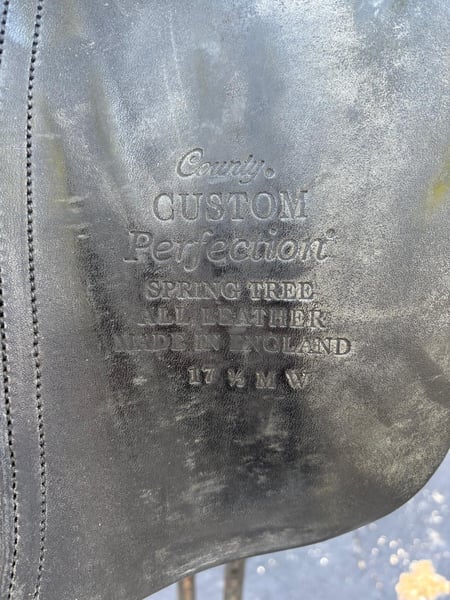 County®
CUSTOM
Perfection®
SPRING TREE
ALL LEATHER
MADE IN ENGLAND
17 ½ M W